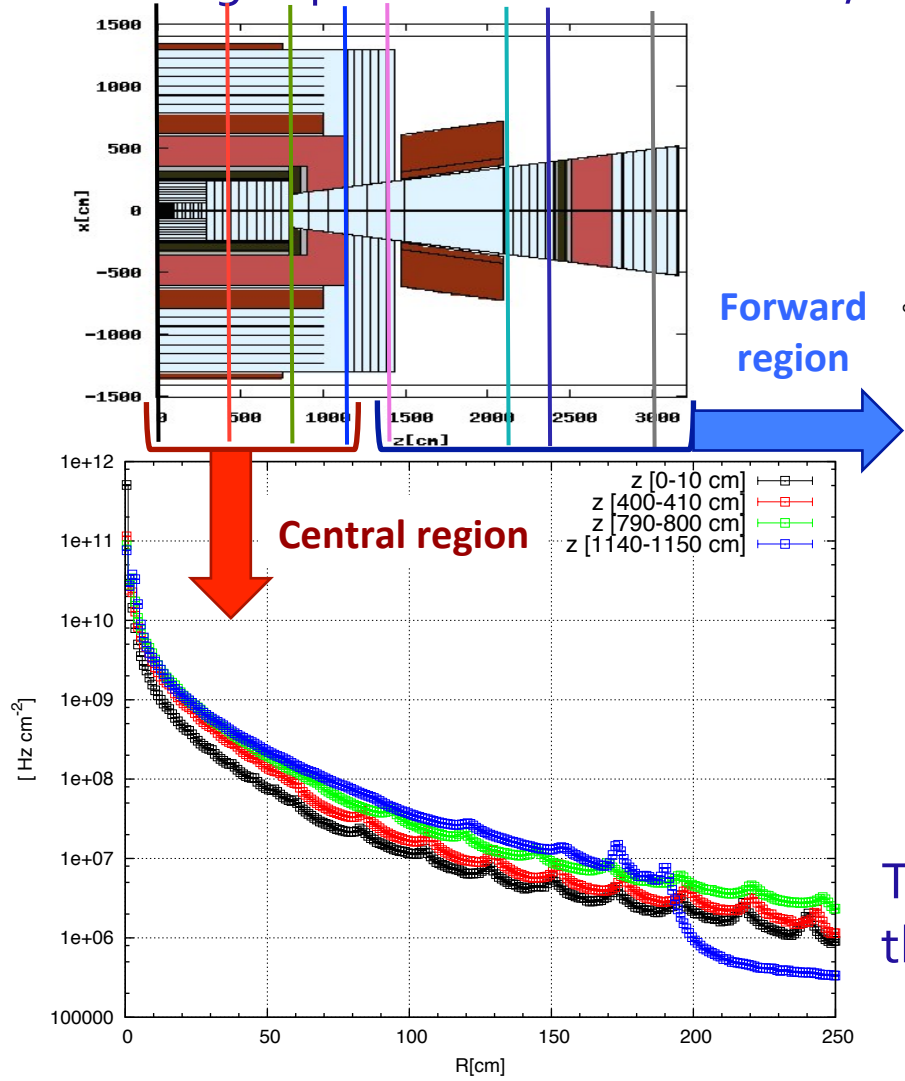 1500
1000
500
0
-500
-1000
-1500
x[cm]
0 500 1000 1500 2000 2500 3000
z[cm]
Forward
region
Central region
z [0-10 cm]
z [400-410 cm]
z [790-800 cm]
z [1140-1150 cm]
1e+12
1e+11
1e+10
1e+09
1e+08
1e+07
1e+06
100000
[ Hz cm-2]
0 50 100 150 200 250
R[cm]